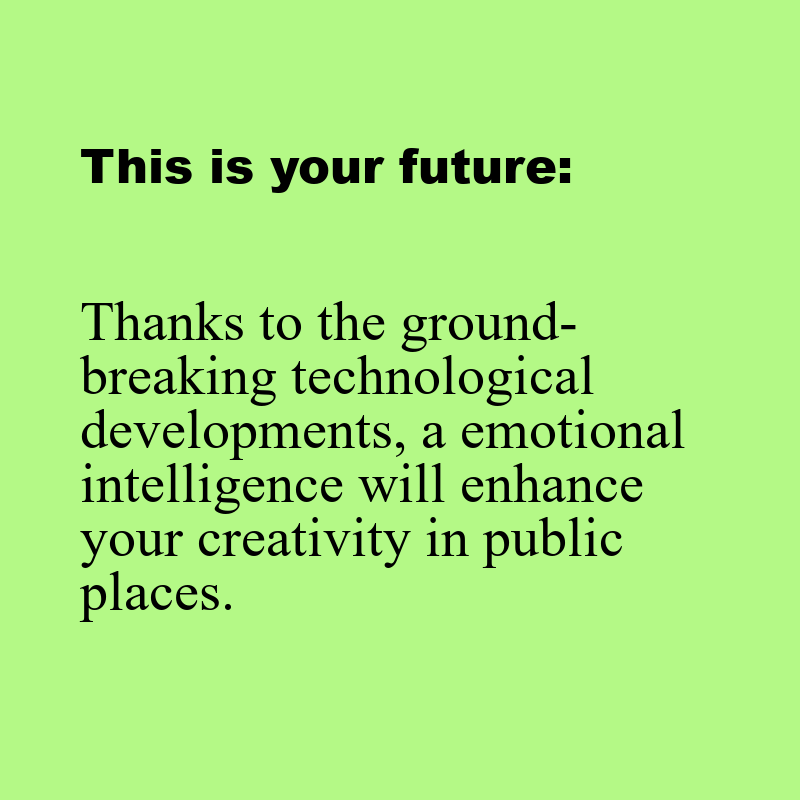 This is your future:
Thanks to the ground-
breaking technological
developments, a emotional
intelligence will enhance
your creativity in public
places.